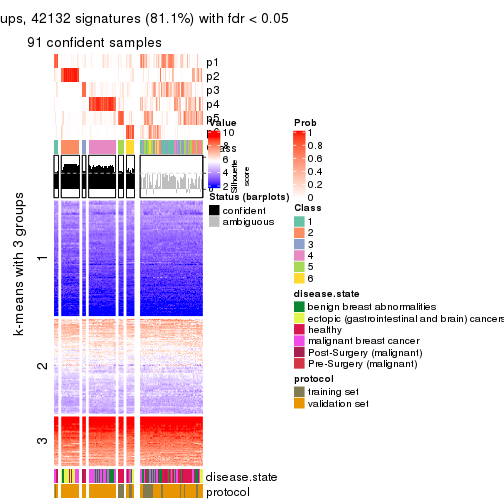 ups, 42132 signatures (81.1%) with fdr < 0.05
91 confident samples
p1
p2
p3
p4
p5
p6
Class
Silhouette
score
k-means with 3 groups
1
2
3
disease.state
protocol
Value
10
8
6
4
2
Status (barplots)
confident
ambiguous
Prob
1
0.8
0.6
0.4
0.2
0
Class
1
2
3
4
5
6
disease.state
benign breast abnormalities
ectopic (gastrointestinal and brain) cancers
healthy
malignant breast cancer
Post-Surgery (malignant)
Pre-Surgery (malignant)
protocol
training set
validation set